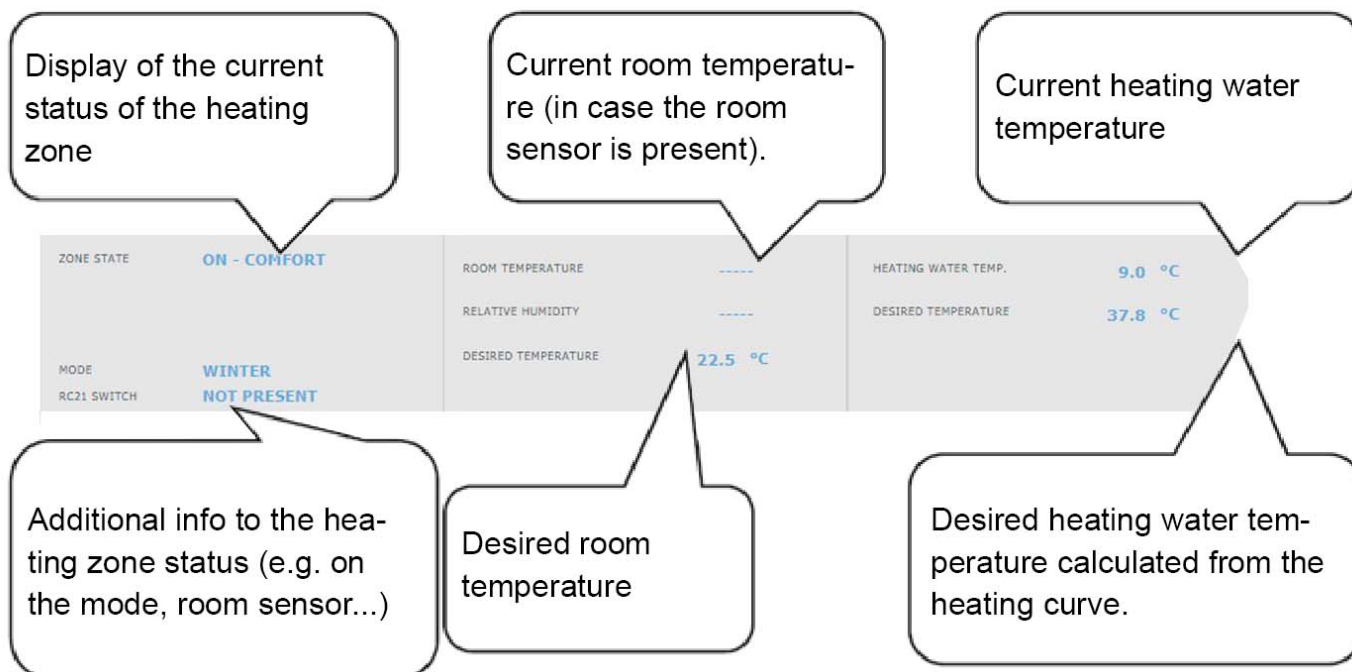 Display of the current
status of the heating
zone
Current room temperatu-
re (in case the room
sensor is present).
Current heating water
temperature
ZONE STATE ON - COMFORT
MODE WINTER
RC21 SWITCH NOT PRESENT
ROOM TEMPERATURE -----
RELATIVE HUMIDITY -----
DESIRED TEMPERATURE 22.5 °C
HEATING WATER TEMP. 9.0 °C
DESIRED TEMPERATURE 37.8 °C
Additional info to the hea-
ting zone status (e.g. on
the mode, room sensor...)
Desired room
temperature
Desired heating water tem-
perature calculated from the
heating curve.